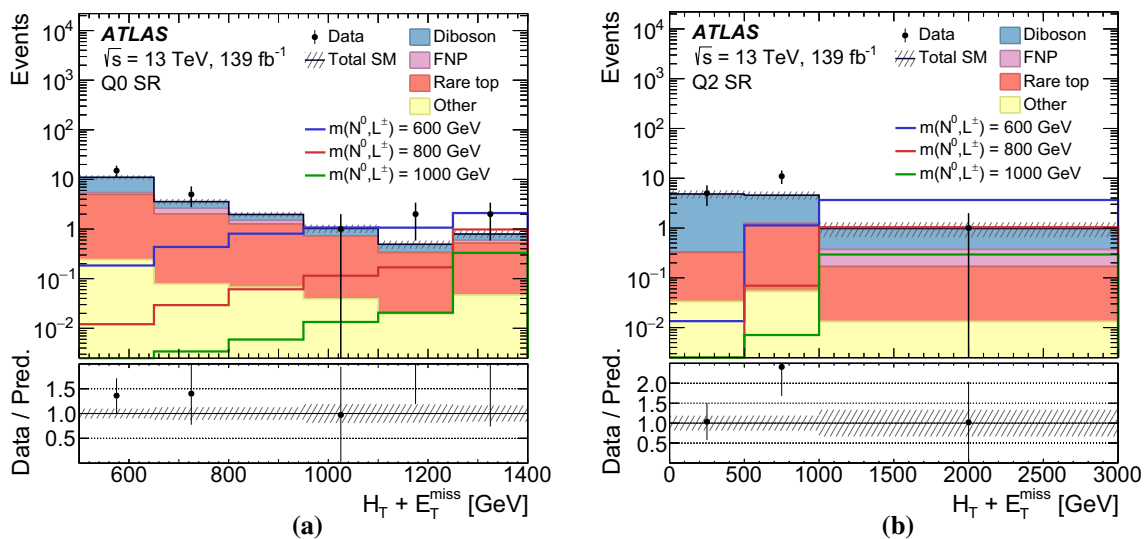 Events
10⁴
10³
10²
10
1
10⁻¹
10⁻²
ATLAS
√s = 13 TeV, 139 fb⁻¹
Q0 SR
Data
Total SM
Diboson
FNP
Rare top
Other
m(N⁰,L±) = 600 GeV
m(N⁰,L±) = 800 GeV
m(N⁰,L±) = 1000 GeV
Data / Pred.
1.5
1.0
0.5
600 800 1000 1200 1400
H_T + E_T^miss [GeV]
(a)
Events
10⁴
10³
10²
10
1
10⁻¹
10⁻²
ATLAS
√s = 13 TeV, 139 fb⁻¹
Q2 SR
Data
Total SM
Diboson
FNP
Rare top
Other
m(N⁰,L±) = 600 GeV
m(N⁰,L±) = 800 GeV
m(N⁰,L±) = 1000 GeV
Data / Pred.
2.0
1.5
1.0
0.5
0 500 1000 1500 2000 2500 3000
H_T + E_T^miss [GeV]
(b)